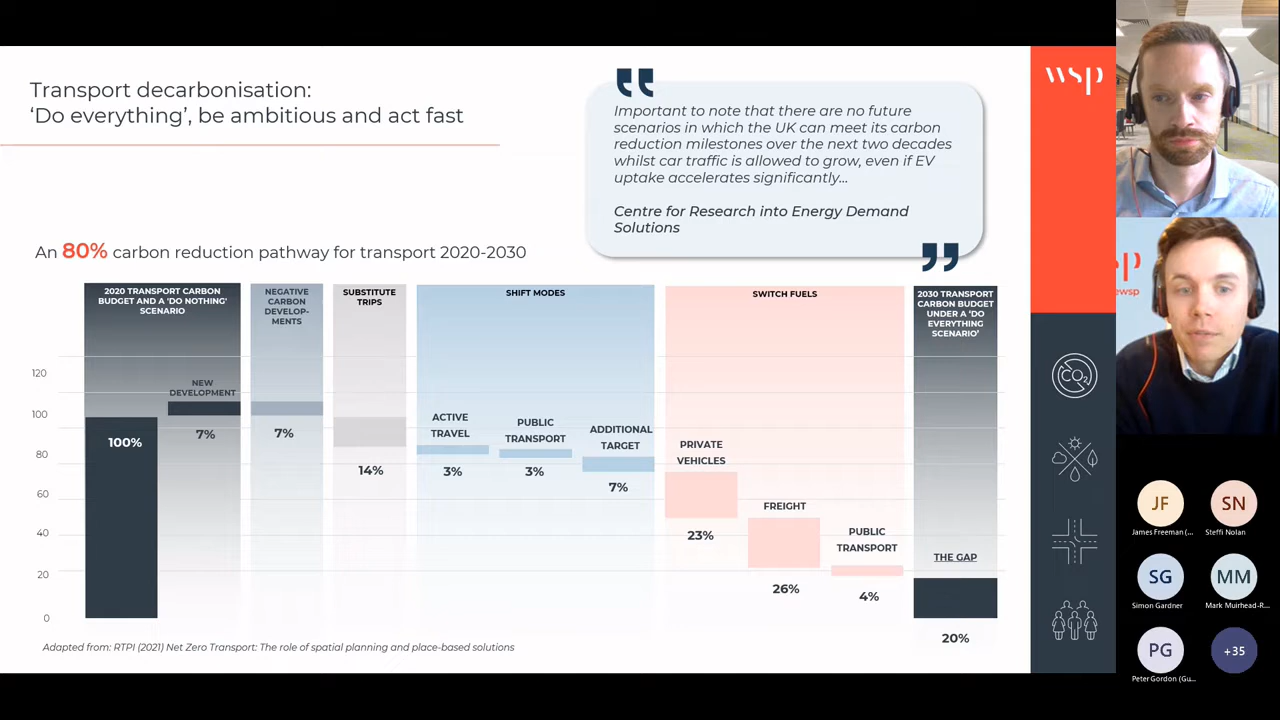 Transport decarbonisation:
‘Do everything’, be ambitious and act fast
Important to note that there are no future
scenarios in which the UK can meet its carbon
reduction milestones over the next two decades
whilst car traffic is allowed to grow, even if EV
uptake accelerates significantly...
Centre for Research into Energy Demand
Solutions
An 80% carbon reduction pathway for transport 2020-2030
2020 TRANSPORT CARBON
BUDGET AND A 'DO NOTHING'
SCENARIO
NEGATIVE
CARBON
DEVELOP-
MENTS
SUBSTITUTE
TRIPS
SHIFT MODES
SWITCH FUELS
2030 TRANSPORT
CARBON BUDGET
UNDER A 'DO
EVERYTHING
SCENARIO'
120
100
80
60
40
20
0
100%
NEW
DEVELOPMENT
7%
7%
14%
ACTIVE
TRAVEL
3%
PUBLIC
TRANSPORT
3%
ADDITIONAL
TARGET
7%
PRIVATE
VEHICLES
23%
FREIGHT
26%
PUBLIC
TRANSPORT
4%
THE GAP
20%
Adapted from: RTPI (2021) Net Zero Transport: The role of spatial planning and place-based solutions
wsp
CO2
JF
James Freeman (...
SN
Steffi Nolan
SG
Simon Gardner
MM
Mark Muirhead-R...
PG
Peter Gordon (Gu...
+35